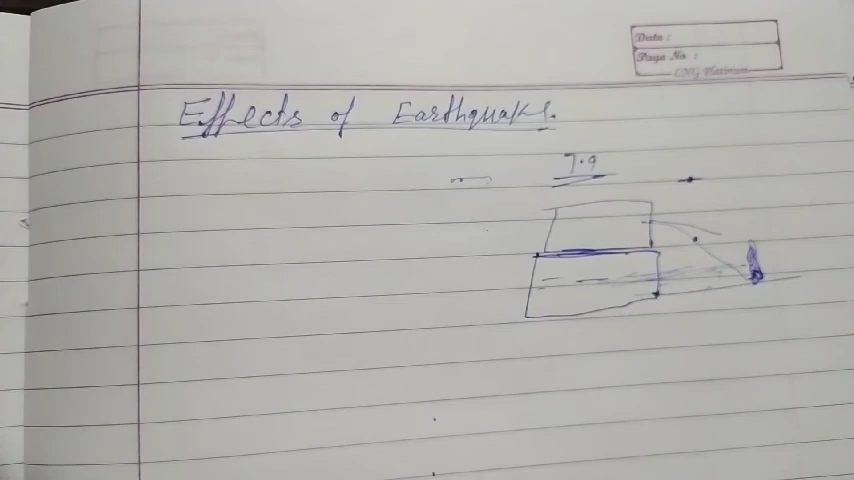 Date :
Page No :
Effects of Earthquake.
7.9